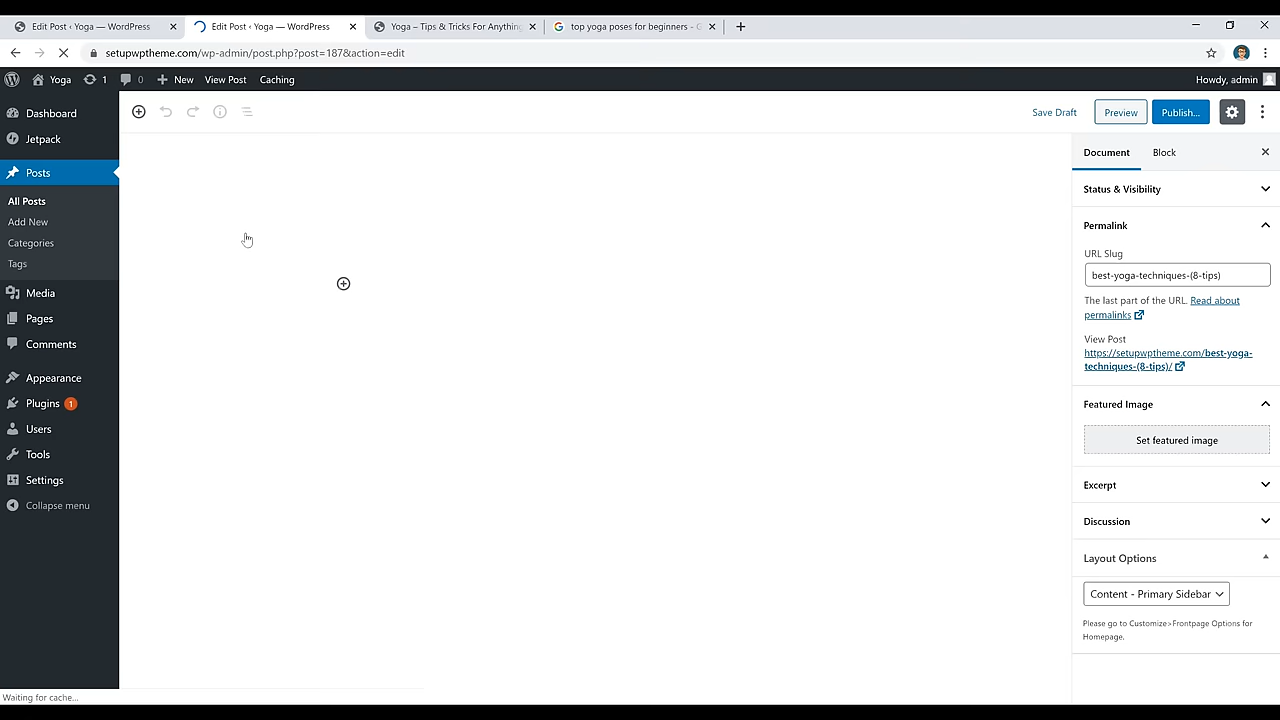 Edit Post ‹ Yoga — WordPress
Edit Post ‹ Yoga — WordPress
Yoga – Tips & Tricks For Anythin
top yoga poses for beginners - G
setupwptheme.com/wp-admin/post.php?post=187&action=edit
Yoga
1
0
New
View Post
Caching
Howdy, admin
Dashboard
Jetpack
Posts
All Posts
Add New
Categories
Tags
Media
Pages
Comments
Appearance
Plugins 1
Users
Tools
Settings
Collapse menu
Waiting for cache...
Save Draft
Preview
Publish...
Document
Block
Status & Visibility
Permalink
URL Slug
best-yoga-techniques-(8-tips)
The last part of the URL. Read about
permalinks
View Post
https://setupwptheme.com/best-yoga-
techniques-(8-tips)/
Featured Image
Set featured image
Excerpt
Discussion
Layout Options
Content - Primary Sidebar
Please go to Customize>Frontpage Options for
Homepage.